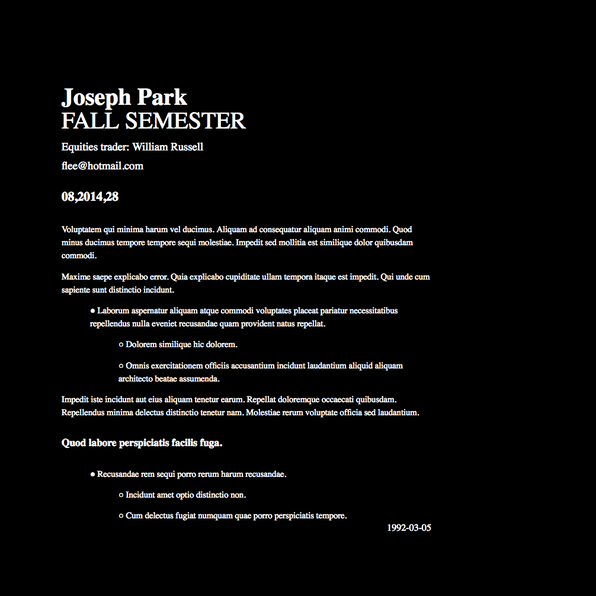 Joseph Park
FALL SEMESTER
Equities trader: William Russell
flee@hotmail.com
08,2014,28
Voluptatem qui minima harum vel ducimus. Aliquam ad consequatur aliquam animi commodi. Quod
minus ducimus tempore tempore sequi molestiae. Impedit sed mollitia est similique dolor quibusdam
commodi.
Maxime saepe explicabo error. Quia explicabo cupiditate ullam tempora itaque est impedit. Qui unde cum
sapiente sunt distinctio incidunt.
● Laborum aspernatur aliquam atque commodi voluptates placeat pariatur necessitatibus
repellendus nulla eveniet recusandae quam provident natus repellat.
○ Dolorem similique hic dolorem.
○ Omnis exercitationem officiis accusantium incidunt laudantium aliquid aliquam
architecto beatae assumenda.
Impedit iste incidunt aut eius aliquam tenetur earum. Repellat doloremque occaecati quibusdam.
Repellendus minima delectus distinctio tenetur nam. Molestiae rerum voluptate officia sed laudantium.
Quod labore perspiciatis facilis fuga.
● Recusandae rem sequi porro rerum harum recusandae.
○ Incidunt amet optio distinctio non.
○ Cum delectus fugiat numquam quae porro perspiciatis tempore.
1992-03-05